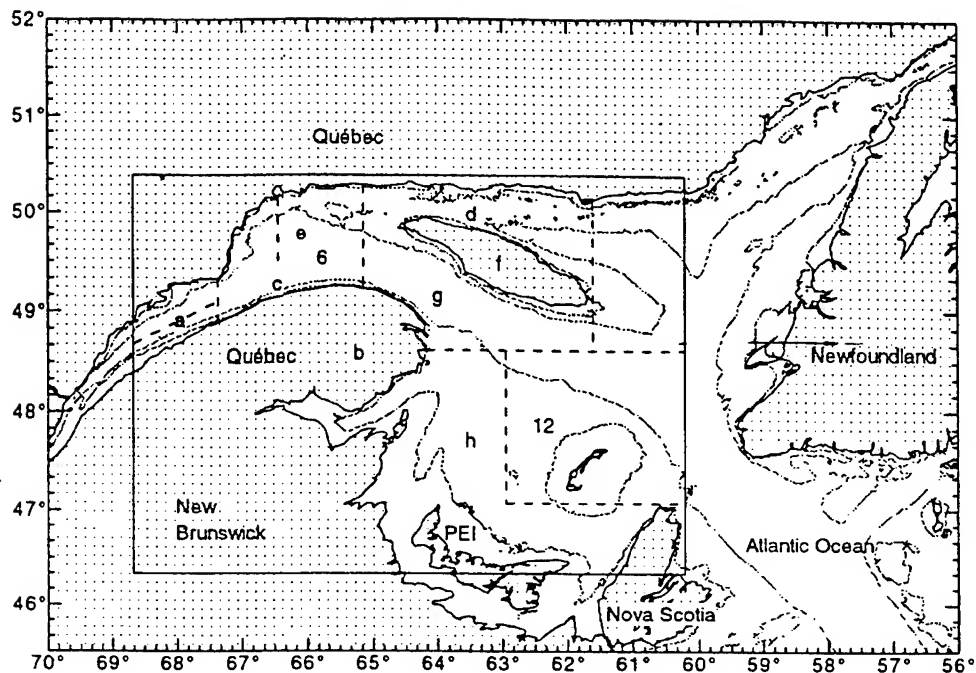 52°
51°
Québec
50°
d
e
6
f
49°
c
g
a
Québec
b
Newfoundland
48°
12
h
47°
New
Brunswick
PEI
Atlantic Ocean
46°
Nova Scotia
70° 69° 68° 67° 66° 65° 64° 63° 62° 61° 60° 59° 58° 57° 56°